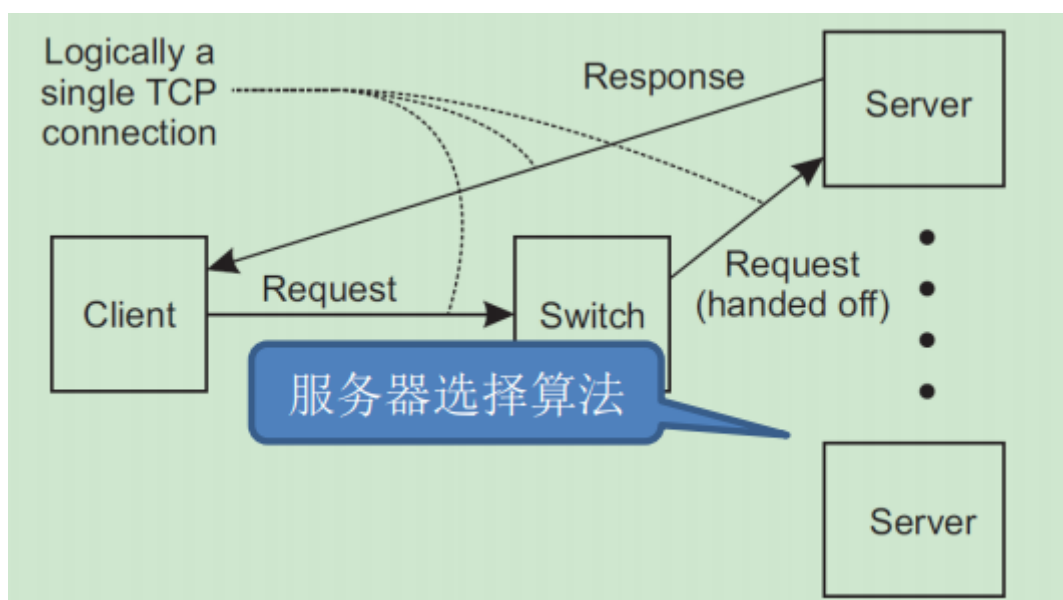 Logically a
single TCP
connection
Response
Server
Client
Request
Switch
Request
(handed off)
服务器选择算法
Server